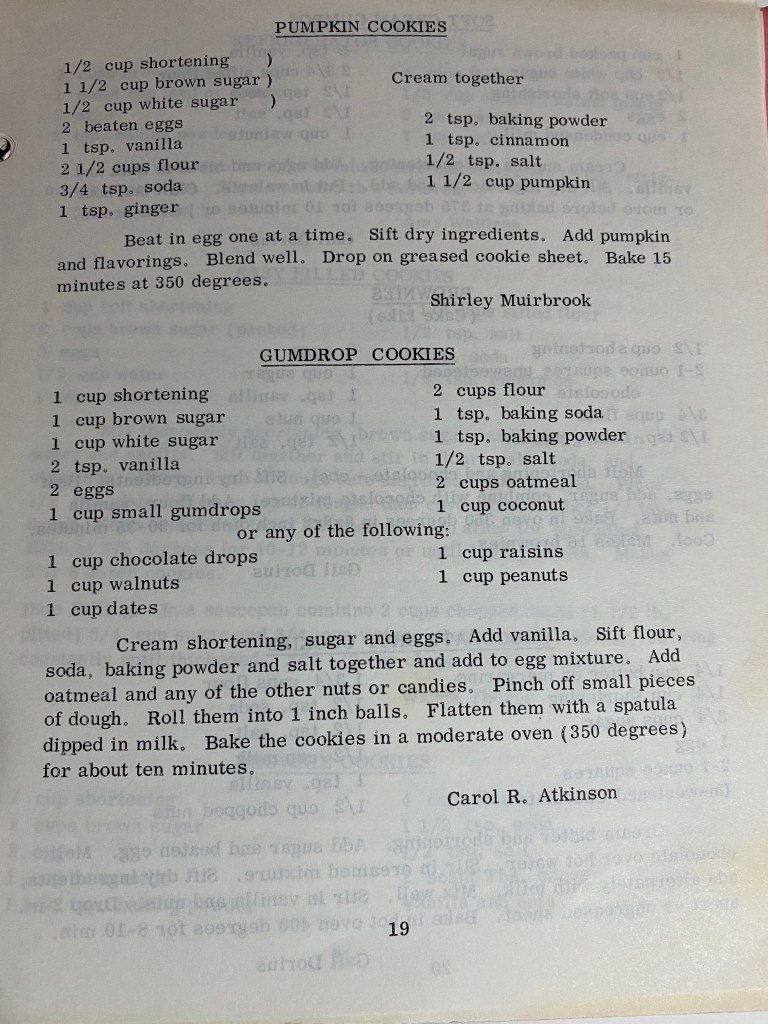 PUMPKIN COOKIES
1/2 cup shortening )
1 1/2 cup brown sugar )
1/2 cup white sugar )
Cream together
2 beaten eggs
1 tsp. vanilla
2 1/2 cups flour
3/4 tsp. soda
1 tsp. ginger
2 tsp. baking powder
1 tsp. cinnamon
1/2 tsp. salt
1 1/2 cup pumpkin
Beat in egg one at a time. Sift dry ingredients. Add pumpkin
and flavorings. Blend well. Drop on greased cookie sheet. Bake 15
minutes at 350 degrees.
Shirley Muirbrook
GUMDROP COOKIES
1 cup shortening
1 cup brown sugar
1 cup white sugar
2 tsp. vanilla
2 eggs
1 cup small gumdrops
2 cups flour
1 tsp. baking soda
1 tsp. baking powder
1/2 tsp. salt
2 cups oatmeal
1 cup coconut
or any of the following:
1 cup chocolate drops
1 cup walnuts
1 cup dates
1 cup raisins
1 cup peanuts
Cream shortening, sugar and eggs. Add vanilla. Sift flour,
soda, baking powder and salt together and add to egg mixture. Add
oatmeal and any of the other nuts or candies. Pinch off small pieces
of dough. Roll them into 1 inch balls. Flatten them with a spatula
dipped in milk. Bake the cookies in a moderate oven (350 degrees)
for about ten minutes.
Carol R. Atkinson
19